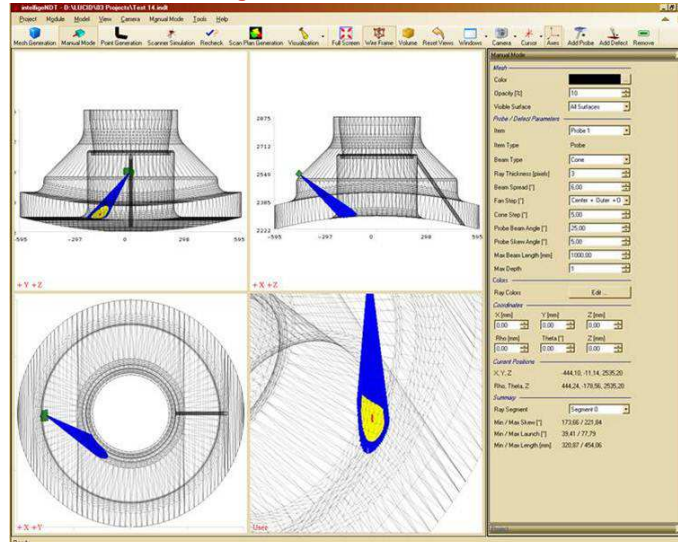 intelligeNDT - D:\LUCID\03 Projects\Test 14.indt
Project Module Model View Camera Manual Mode Tools Help
Mesh Generation Manual Mode Point Generation Scanner Simulation Recheck Scan Plan Generation Visualization Full Screen Wire Frame Volume Reset Views Windows Camera Cursor Axes Add Probe Add Defect Remove
Manual Mode
Mesh
Color
Opacity [%] 10
Visible Surface All Surfaces
Probe / Defect Parameters
Item Probe 1
Item Type Probe
Beam Type Cone
Ray Thickness [pixels] 3
Beam Spread [°] 6,00
Fan Step [°] Center + Outer + D
Cone Step [°] 5,00
Probe Beam Angle [°] 25,00
Probe Skew Angle [°] 5,00
Max Beam Length [mm] 1000,00
Max Depth 1
Colors
Ray Colors Edit ...
Coordinates
X [mm] Y [mm] Z [mm]
0,00 0,00 0,00
Rho [mm] Theta [°] Z [mm]
0,00 0,00 0,00
Current Positions
X, Y, Z -444,10, -11,14, 2535,20
Rho, Theta, Z 444,24, -178,56, 2535,20
Summary
Ray Segment Segment 0
Min / Max Skew [°] 173,66 / 221,84
Min / Max Launch [°] 39,41 / 77,79
Min / Max Length [mm] 320,87 / 454,06
-595 -298 0 298 595
+Y +Z
2875
2713
2549
2385
2222
-595 -298 0 298 595
+X +Z
+X +Y
User